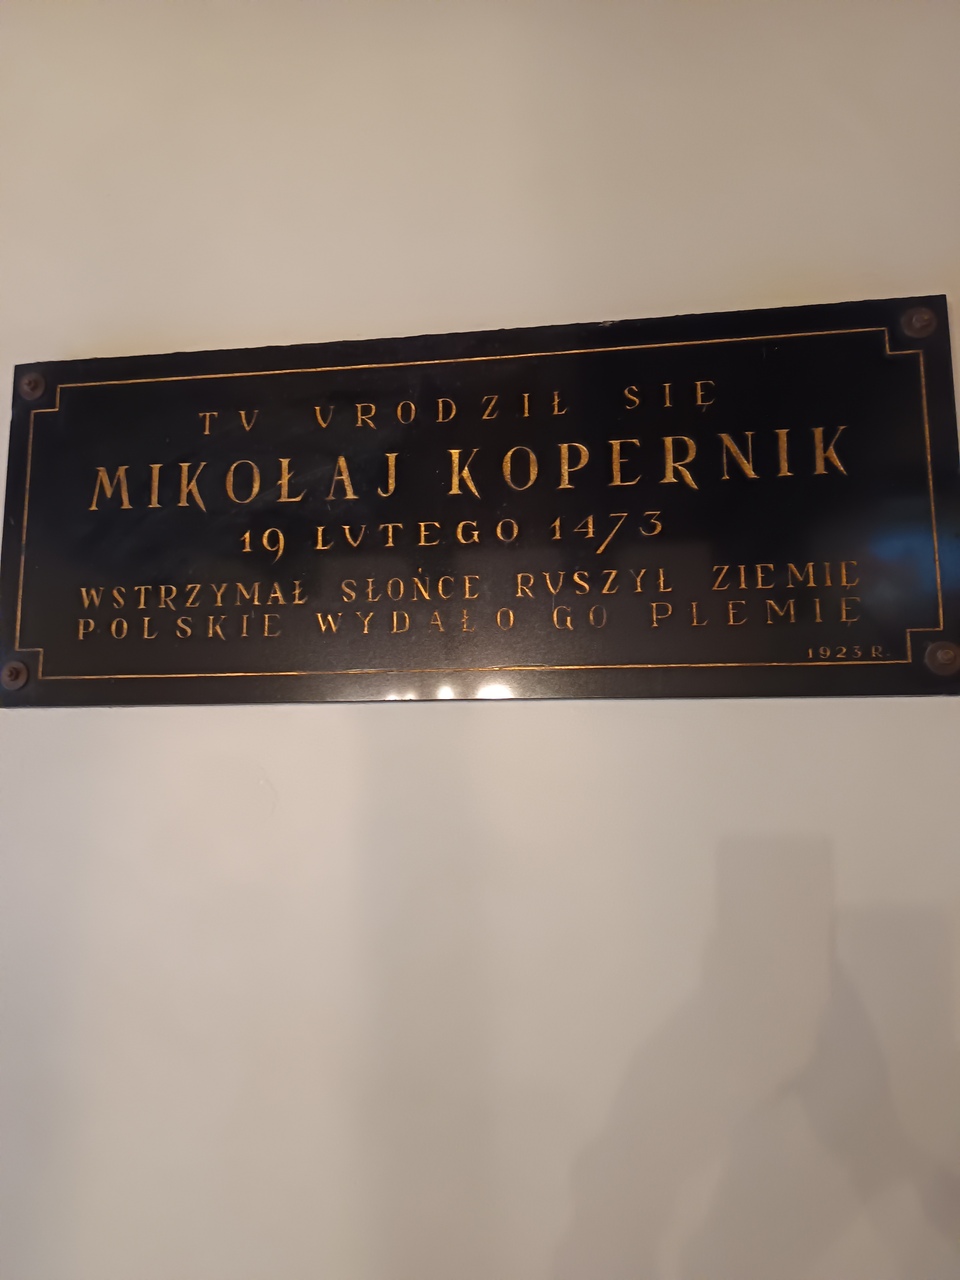 TV VRODZIŁ SIĘ
MIKOŁAJ KOPERNIK
19 LVTEGO 1473
WSTRZYMAŁ SŁOŃCE RVSZYŁ ZIEMIĘ
POLSKIE WYDAŁO GO PLEMIĘ
1923 R.